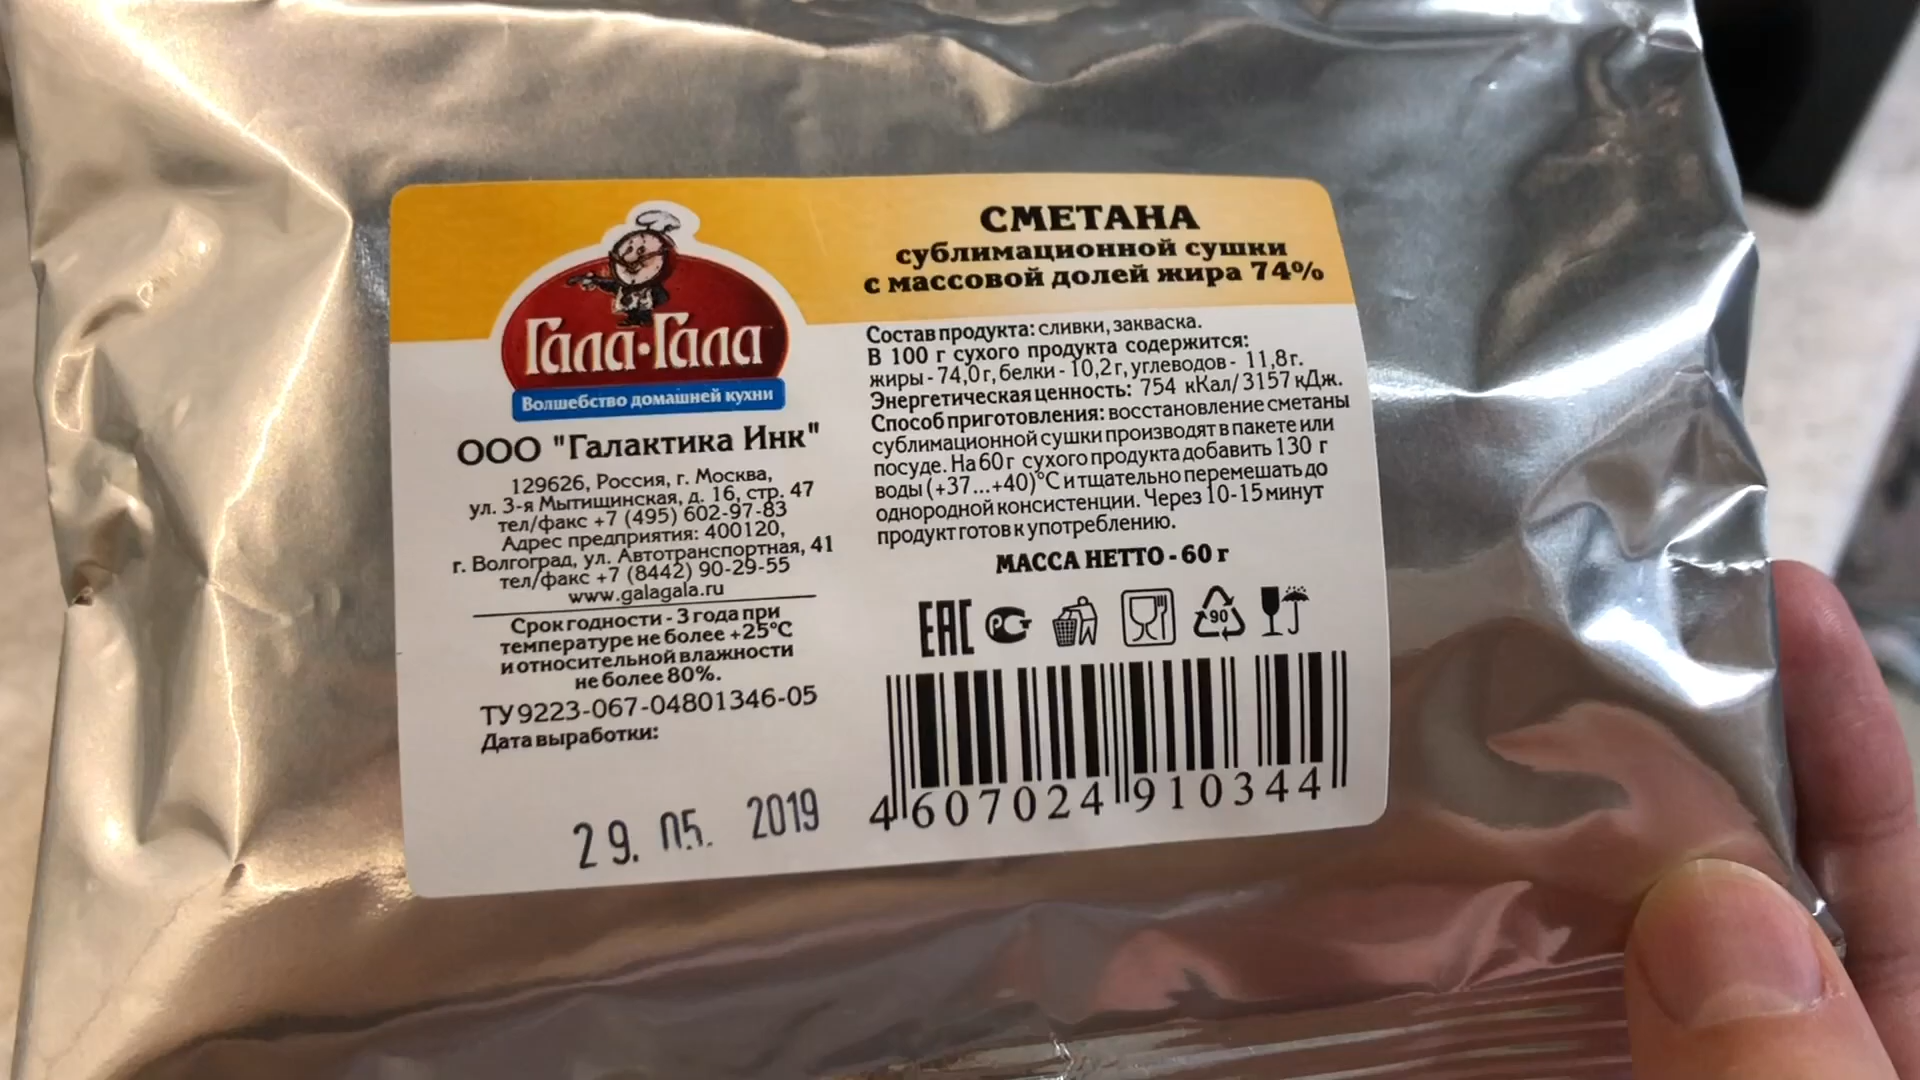 Гала-Гала
Волшебство домашней кухни
ООО "Галактика Инк"
129626, Россия, г. Москва,
ул. 3-я Мытищинская, д. 16, стр. 47
тел/факс +7 (495) 602-97-83
Адрес предприятия: 400120,
г. Волгоград, ул. Автотранспортная, 41
тел/факс +7 (8442) 90-29-55
www.galagala.ru
Срок годности - 3 года при
температуре не более +25°С
и относительной влажности
не более 80%.
ТУ 9223-067-04801346-05
Дата выработки:
29. 05. 2019
СМЕТАНА
сублимационной сушки
с массовой долей жира 74%
Состав продукта: сливки, закваска.
В 100 г сухого продукта содержится:
жиры - 74,0 г, белки - 10,2 г, углеводов - 11,8 г.
Энергетическая ценность: 754 кКал/ 3157 кДж.
Способ приготовления: восстановление сметаны
сублимационной сушки производят в пакете или
посуде. На 60 г сухого продукта добавить 130 г
воды (+37...+40)°С и тщательно перемешать до
однородной консистенции. Через 10-15 минут
продукт готов к употреблению.
МАССА НЕТТО - 60 г
ЕАС РСТ 90
4 607024 910344